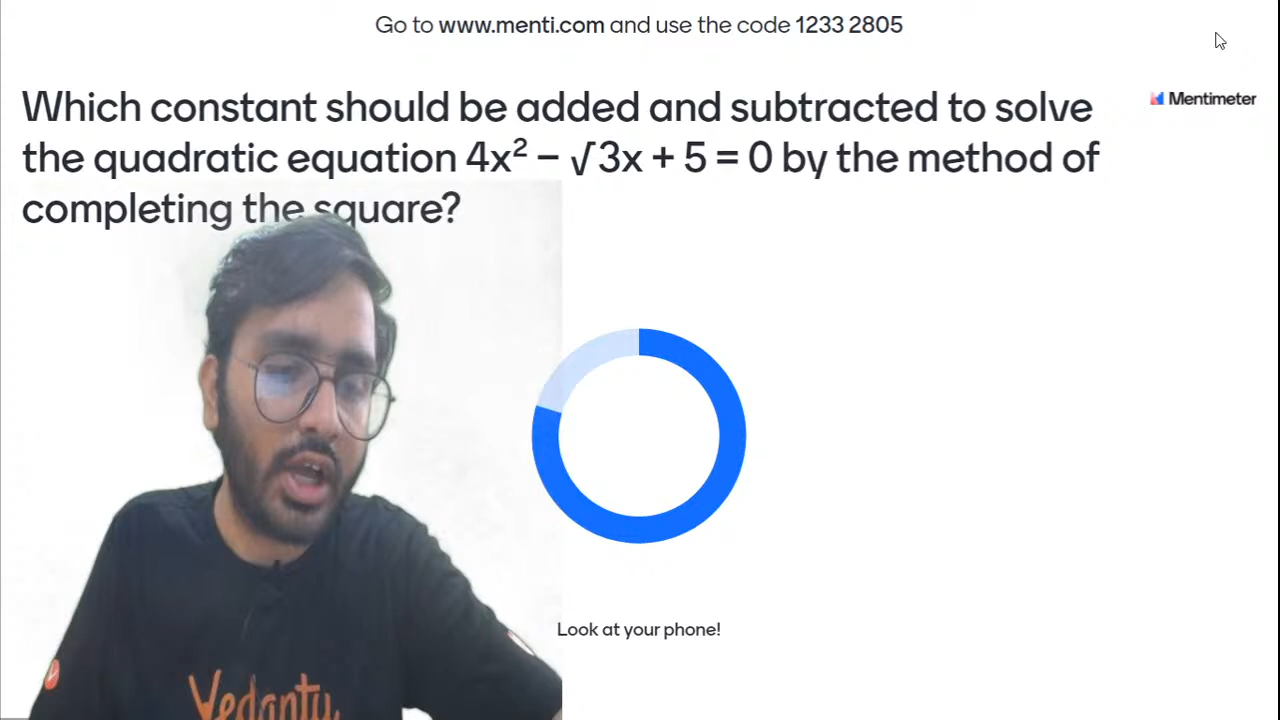 Go to www.menti.com and use the code 1233 2805
Mentimeter
Which constant should be added and subtracted to solve
the quadratic equation 4x² − √3x + 5 = 0 by the method of
completing the square?
Look at your phone!
Vedantu